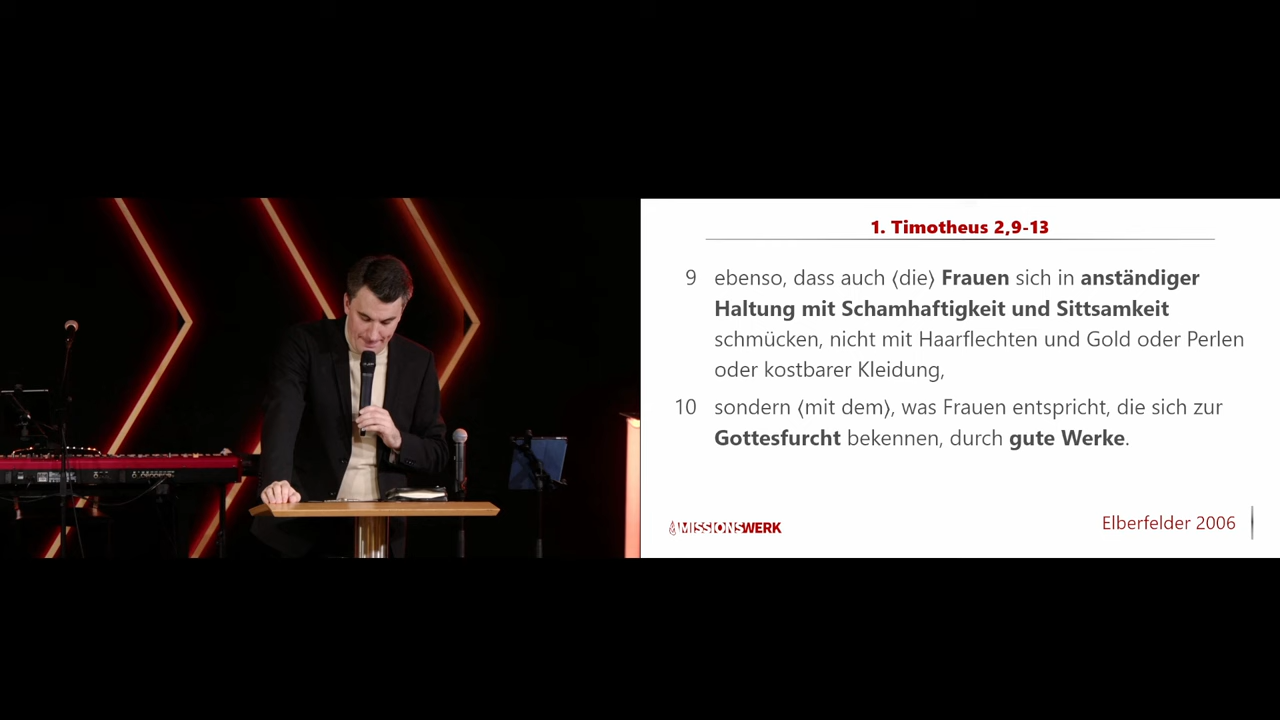 1. Timotheus 2,9-13
9 ebenso, dass auch ⟨die⟩ Frauen sich in anständiger
Haltung mit Schamhaftigkeit und Sittsamkeit
schmücken, nicht mit Haarflechten und Gold oder Perlen
oder kostbarer Kleidung,
10 sondern ⟨mit dem⟩, was Frauen entspricht, die sich zur
Gottesfurcht bekennen, durch gute Werke.
MISSIONSWERK
Elberfelder 2006